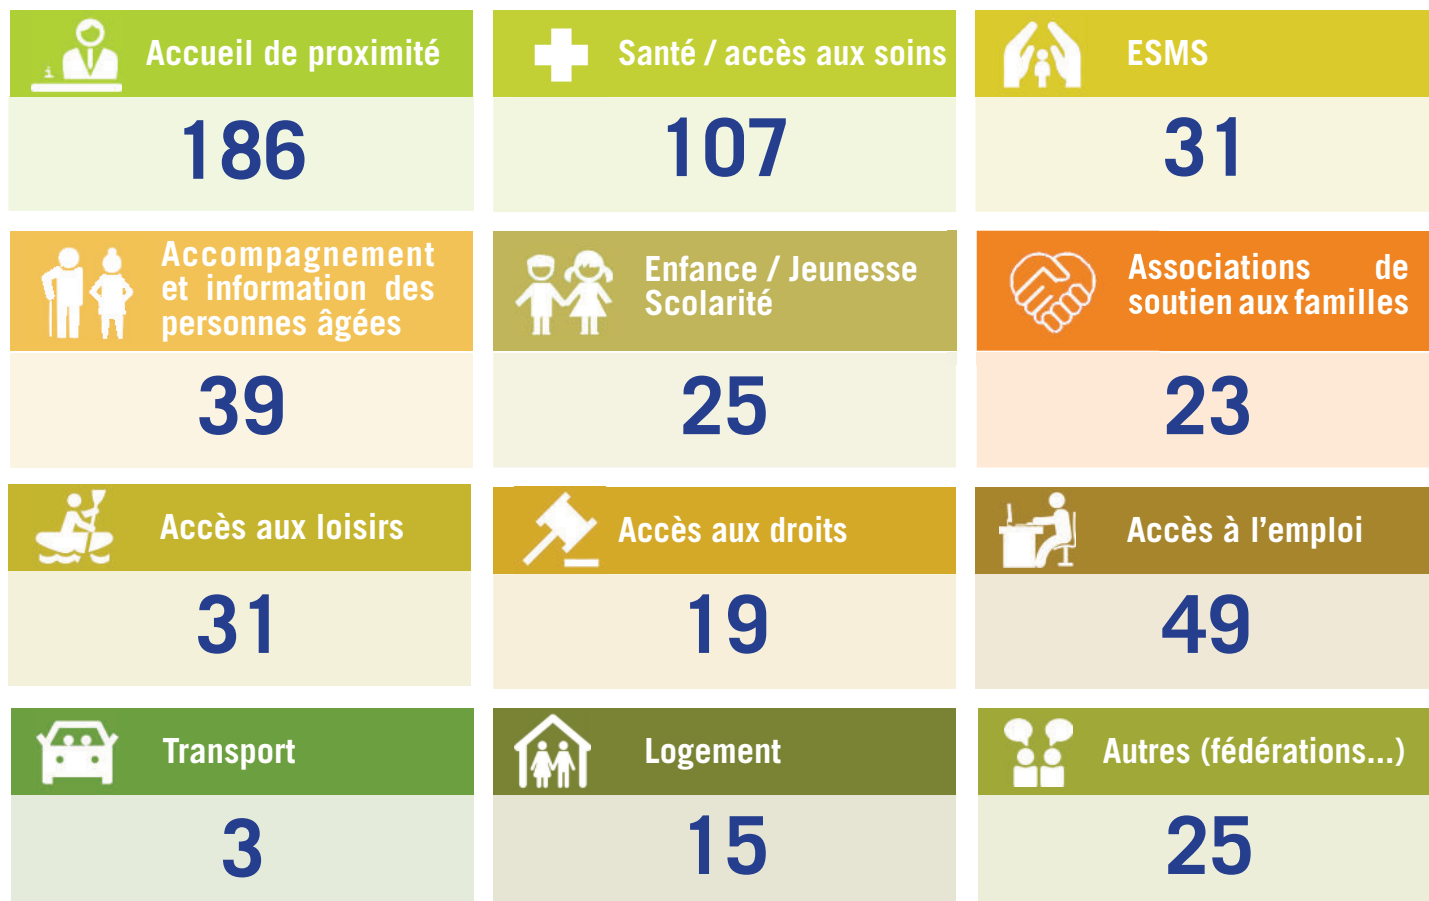 Accueil de proximité
186
Santé / accès aux soins
107
ESMS
31
Accompagnement
et information des
personnes âgées
39
Enfance / Jeunesse
Scolarité
25
Associations de
soutien aux familles
23
Accès aux loisirs
31
Accès aux droits
19
Accès à l’emploi
49
Transport
3
Logement
15
Autres (fédérations...)
25